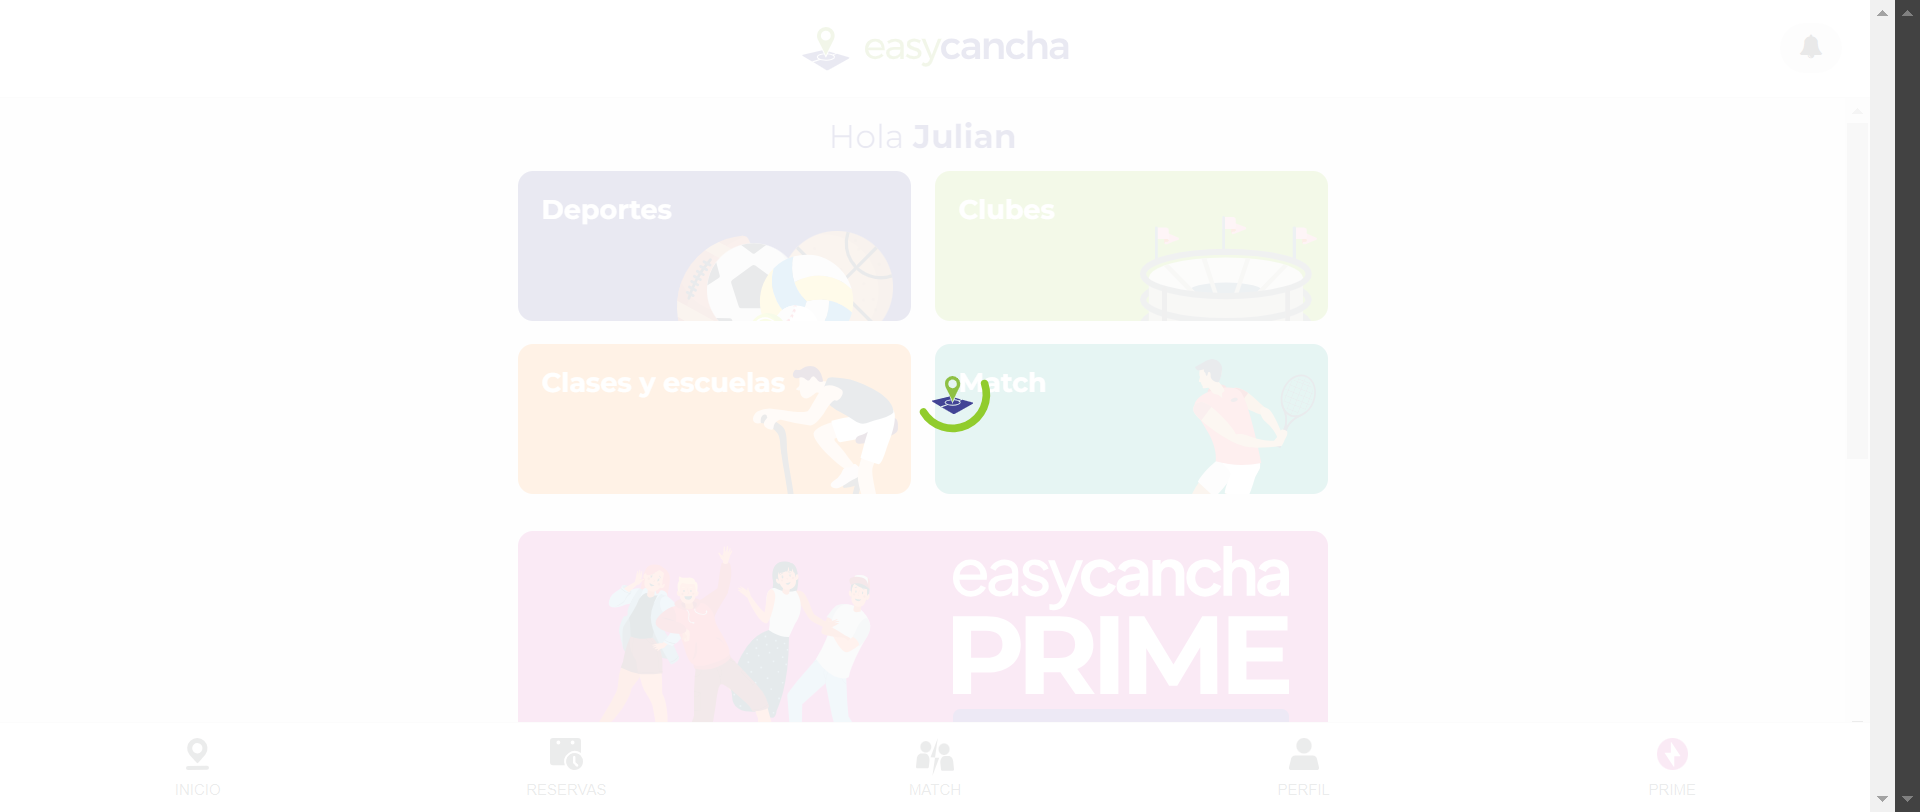 easycancha
Hola Julian
Deportes
Clubes
Clases y escuelas
Match
easycancha
PRIME
INICIO
RESERVAS
MATCH
PERFIL
PRIME